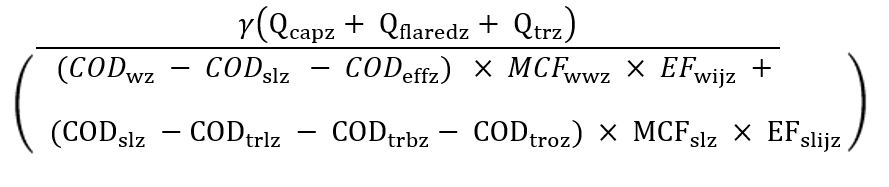 γ(Q_capz + Q_flaredz + Q_trz)
(COD_wz − COD_slz − COD_effz) × MCF_wwz × EF_wijz +
(COD_slz − COD_trlz − COD_trbz − COD_troz) × MCF_slz × EF_slijz